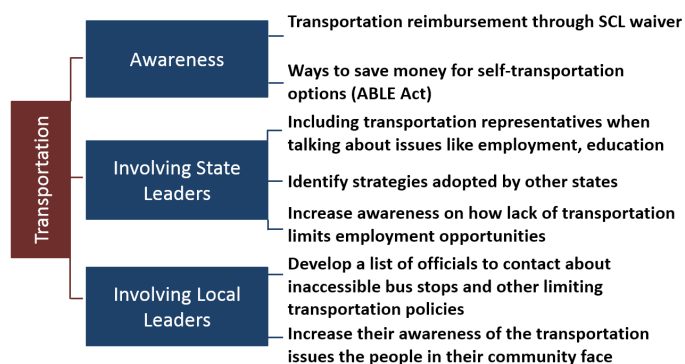 Transportation
Awareness
Transportation reimbursement through SCL waiver
Ways to save money for self-transportation
options (ABLE Act)
Involving State
Leaders
Including transportation representatives when
talking about issues like employment, education
Identify strategies adopted by other states
Increase awareness on how lack of transportation
limits employment opportunities
Involving Local
Leaders
Develop a list of officials to contact about
inaccessible bus stops and other limiting
transportation policies
Increase their awareness of the transportation
issues the people in their community face